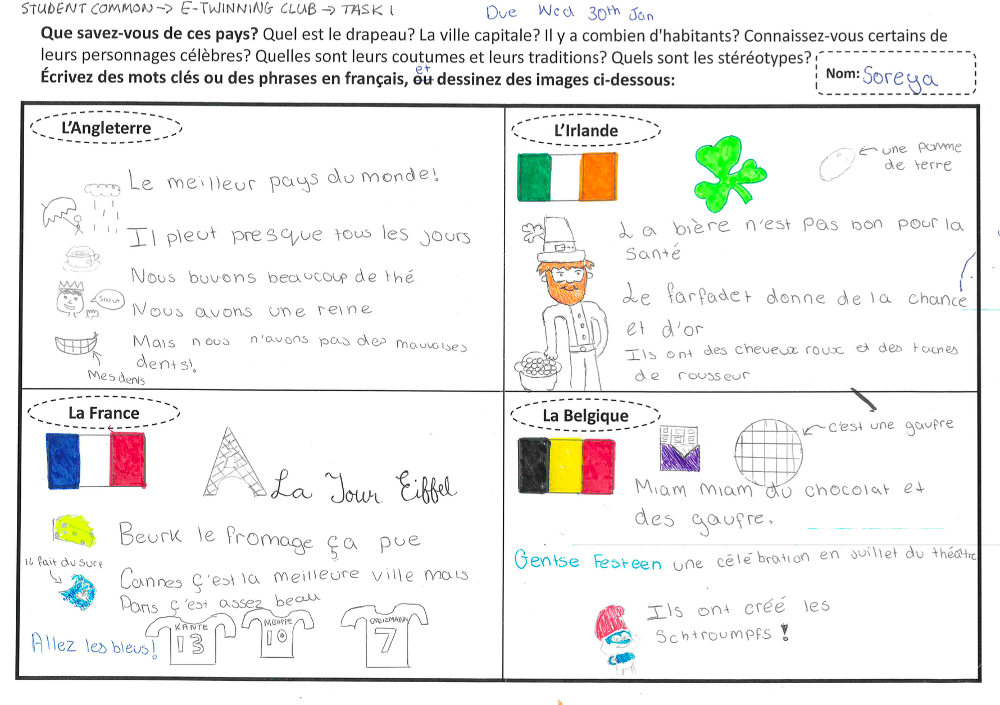 STUDENT COMMON → E-TWINNING CLUB → TASK 1
Due Wed 30th Jan
Que savez-vous de ces pays? Quel est le drapeau? La ville capitale? Il y a combien d'habitants? Connaissez-vous certains de
leurs personnages célèbres? Quelles sont leurs coutumes et leurs traditions? Quels sont les stéréotypes?
et
Écrivez des mots clés ou des phrases en français, ou dessinez des images ci-dessous:
Nom: Soreya
L'Angleterre
Le meilleur pays du monde!
Il pleut presque tous les jours
Nous buvons beaucoup de thé
Salut
Nous avons une reine
Mais nous n'avons pas des mauvaises
dents!
Mes dents
L'Irlande
une pomme
de terre
La bière n'est pas bon pour la
santé
Le farfadet donne de la chance
et d'or
Ils ont des cheveux roux et des taches
de rousseur
La France
La Tour Eiffel
Beurk le fromage ça pue
Il fait du surf
Cannes ç'est la meilleure ville mais
Paris ç'est assez beau
Allez les bleus!
KANTE
13
MBAPPE
10
GREIZMANN
7
La Belgique
c'est une gaufre
Miam miam du chocolat et
des gaufre.
Gentse Festeen une célébration en juillet du théâtre
Ils ont créé les
Schtroumpfs!